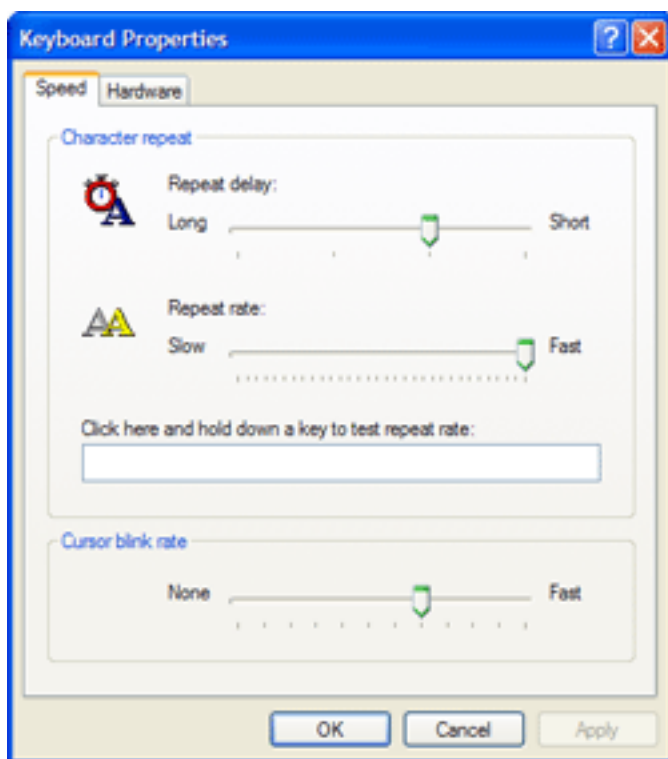 Keyboard Properties
Speed Hardware
Character repeat
Repeat delay:
Long Short
Repeat rate:
Slow Fast
Click here and hold down a key to test repeat rate:
Cursor blink rate
None Fast
OK Cancel Apply